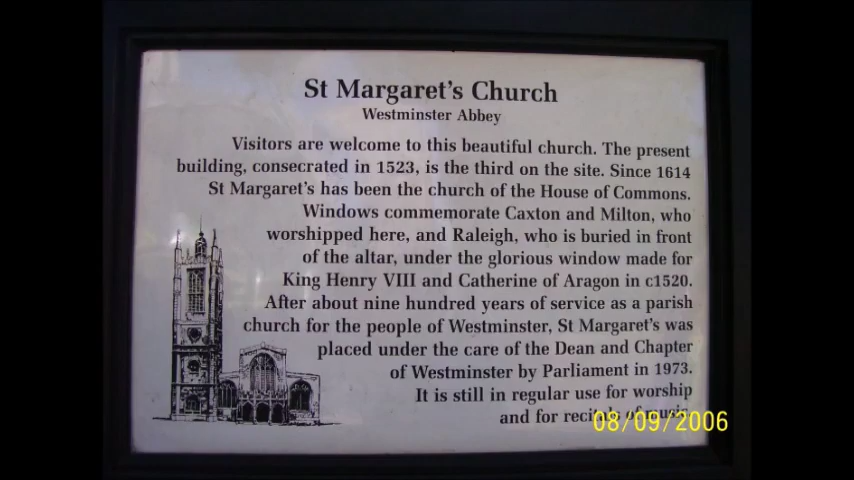 St Margaret's Church
Westminster Abbey
Visitors are welcome to this beautiful church. The present
building, consecrated in 1523, is the third on the site. Since 1614
St Margaret's has been the church of the House of Commons.
Windows commemorate Caxton and Milton, who
worshipped here, and Raleigh, who is buried in front
of the altar, under the glorious window made for
King Henry VIII and Catherine of Aragon in c1520.
After about nine hundred years of service as a parish
church for the people of Westminster, St Margaret's was
placed under the care of the Dean and Chapter
of Westminster by Parliament in 1973.
It is still in regular use for worship
and for recitals of music.
08/09/2006